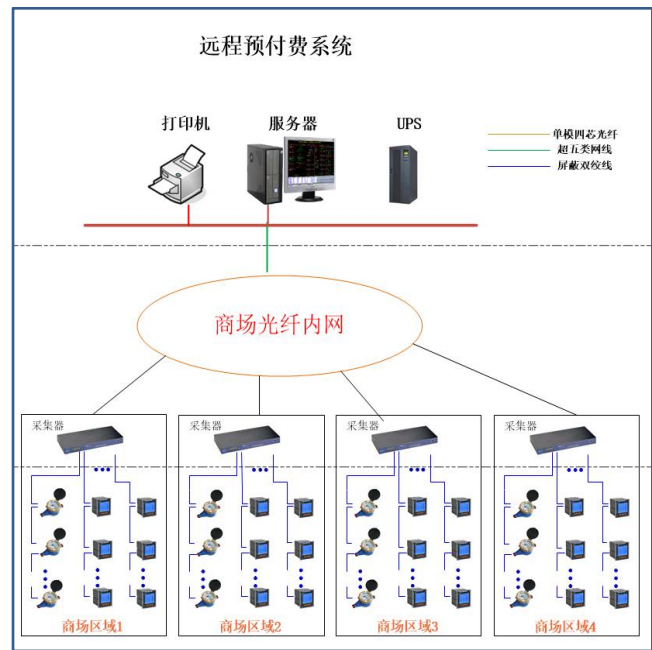 远程预付费系统
打印机
服务器
UPS
单模四芯光纤
超五类网线
屏蔽双绞线
商场光纤内网
采集器
采集器
采集器
采集器
商场区域1
商场区域2
商场区域3
商场区域4